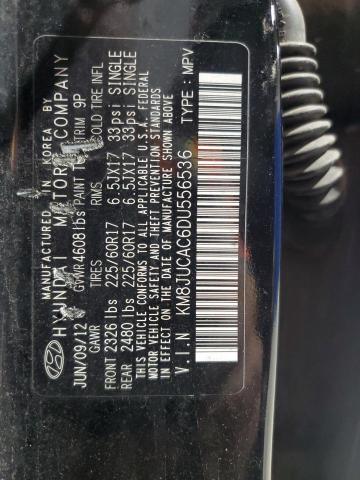 MANUFACTURED IN KOREA BY
HYUNDAI MOTOR COMPANY
JUN/09/12 GVWR 4608 lbs PAINT TRIM 9P
GAWR TIRES RIMS COLD TIRE INFL
FRONT 2326 lbs 225/60R17 6.5JX17 33psi SINGLE
REAR 2480 lbs 225/60R17 6.5JX17 33psi SINGLE
THIS VEHICLE CONFORMS TO ALL APPLICABLE U.S.A. FEDERAL
MOTOR VEHICLE SAFETY AND THEFT PREVENTION STANDARDS
IN EFFECT ON THE DATE OF MANUFACTURE SHOWN ABOVE
V.I.N KM8JUCAC6DU556536 TYPE: MPV